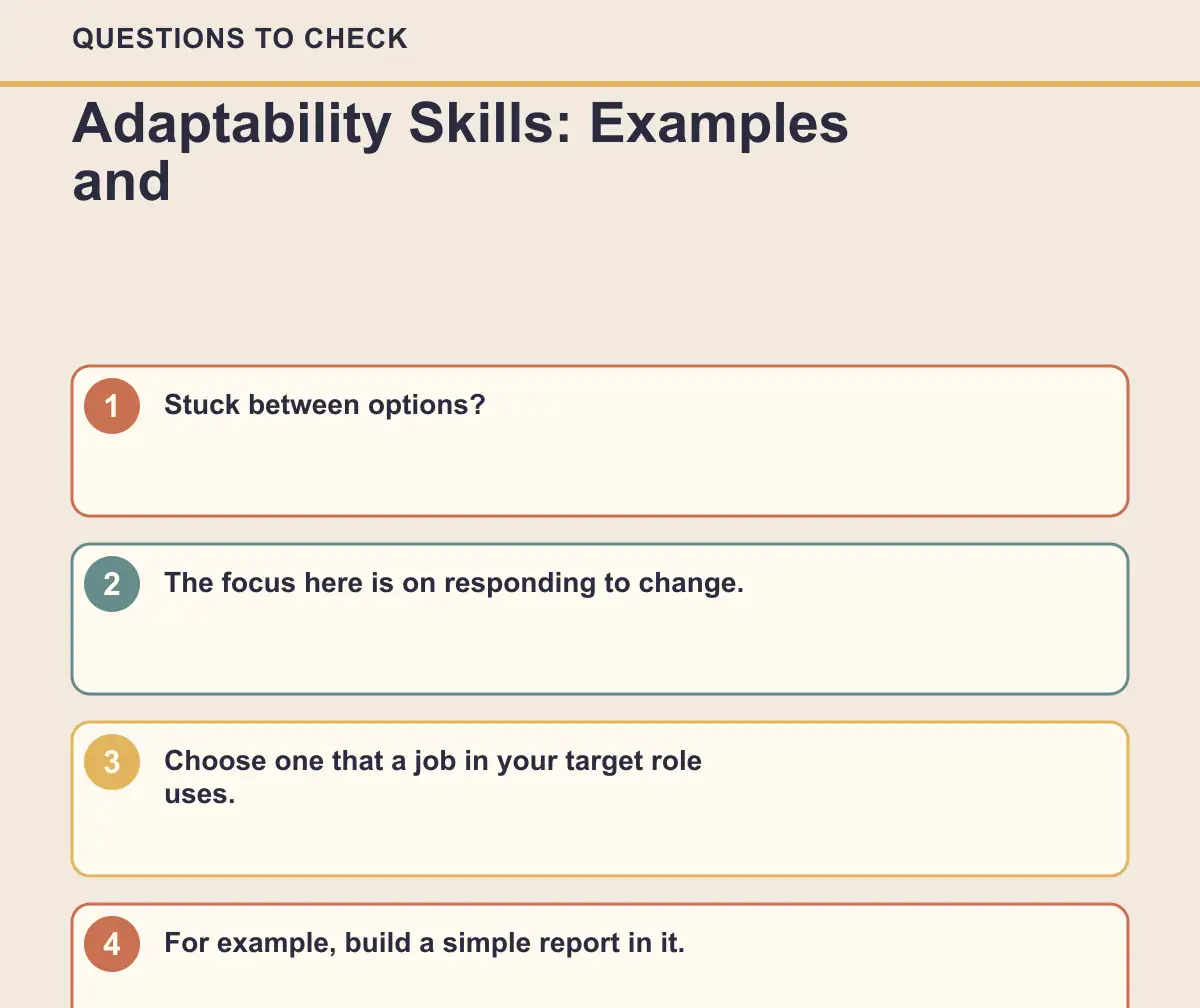 QUESTIONS TO CHECK
Adaptability Skills: Examples
and
1
Stuck between options?
2
The focus here is on responding to change.
3
Choose one that a job in your target role
uses.
4
For example, build a simple report in it.